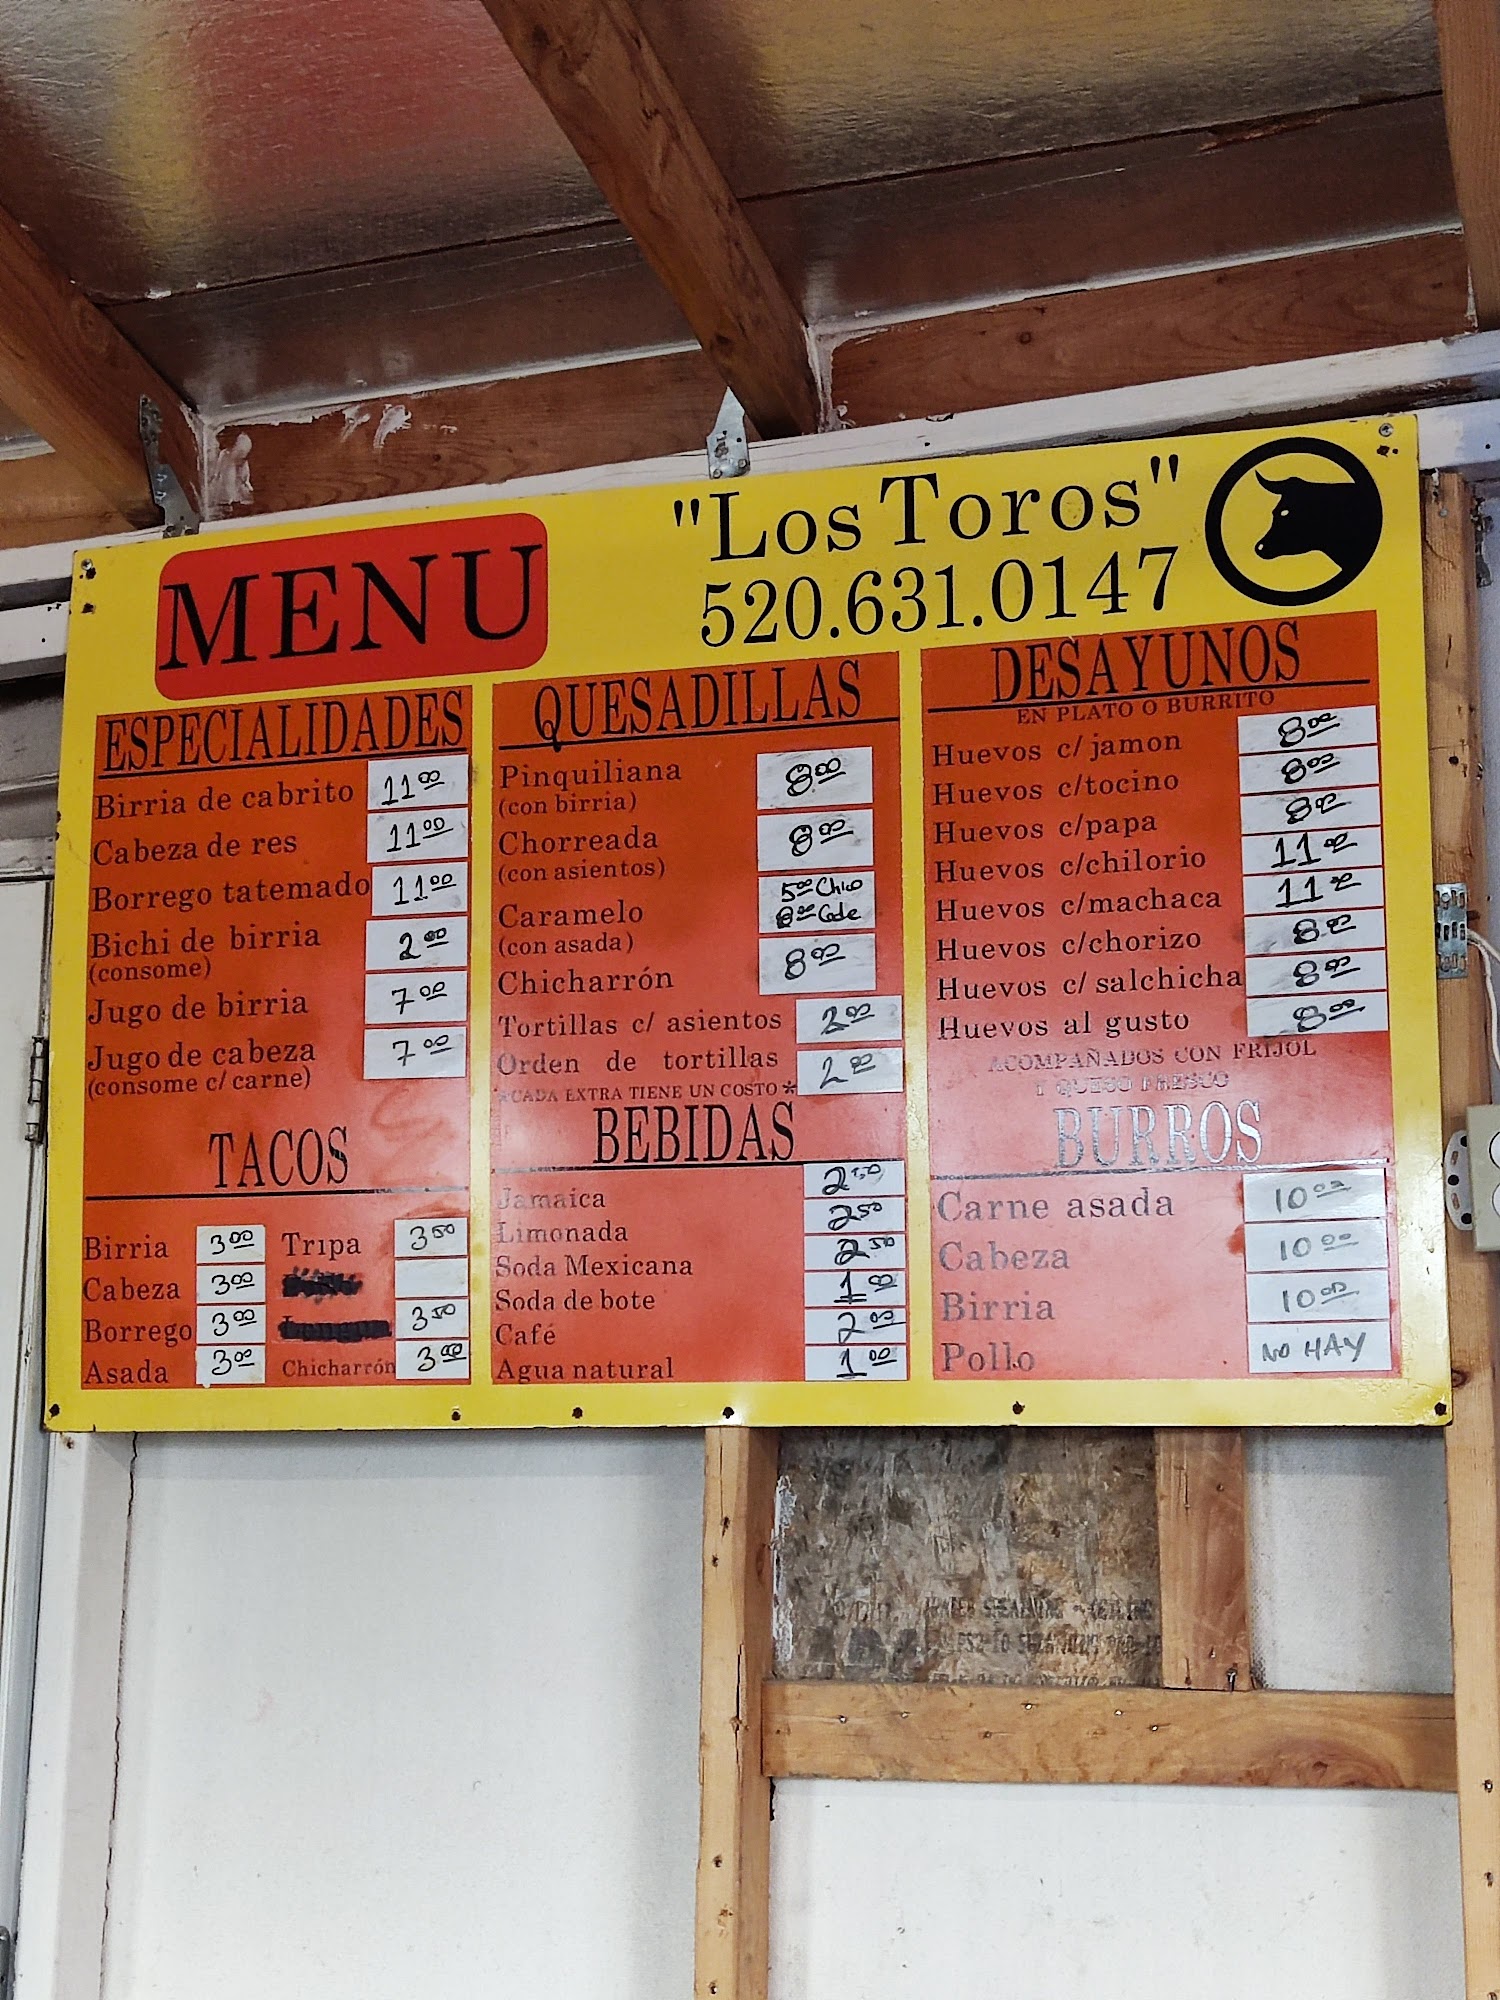 MENU
"Los Toros"
520.631.0147
ESPECIALIDADES
Birria de cabrito 11.00
Cabeza de res 11.00
Borrego tatemado 11.00
Bichi de birria 2.00
(consome)
Jugo de birria 7.00
Jugo de cabeza 7.00
(consome c/ carne)
TACOS
Birria 3.00 Tripa 3.50
Cabeza 3.00
Borrego 3.00 3.50
Asada 3.00 Chicharrón 3.00
QUESADILLAS
Pinquiliana 8.00
(con birria)
Chorreada 8.00
(con asientos)
Caramelo 5.00 Chico
(con asada) 8.00
Chicharrón 8.00
Tortillas c/ asientos 2.00
Orden de tortillas 2.00
*CADA EXTRA TIENE UN COSTO*
BEBIDAS
Jamaica 2.50
Limonada 2.50
Soda Mexicana 2.50
Soda de bote 1.00
Café 2.00
Agua natural 1.00
DESAYUNOS
EN PLATO O BURRITO
Huevos c/jamon 8.00
Huevos c/tocino 8.00
Huevos c/papa 8.00
Huevos c/chilorio 11.00
Huevos c/machaca 11.00
Huevos c/chorizo 8.00
Huevos c/ salchicha 8.00
Huevos al gusto 8.00
ACOMPAÑADOS CON FRIJOL
Y QUESO FRESCO
BURROS
Carne asada 10.00
Cabeza 10.00
Birria 10.00
Pollo NO HAY